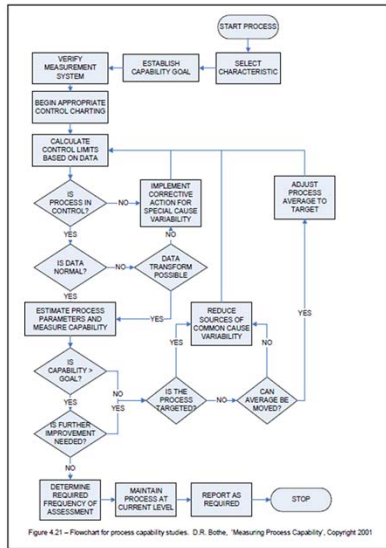 START PROCESS
VERIFY
MEASUREMENT
SYSTEM
ESTABLISH
CAPABILITY GOAL
SELECT
CHARACTERISTIC
BEGIN APPROPRIATE
CONTROL CHARTING
CALCULATE
CONTROL LIMITS
BASED ON DATA
IMPLEMENT
CORRECTIVE
ACTION FOR
SPECIAL CAUSE
VARIABILITY
ADJUST
PROCESS
AVERAGE TO
TARGET
IS
PROCESS IN
CONTROL?
NO
YES
NO
IS DATA
NORMAL?
NO
DATA
TRANSFORM
POSSIBLE
YES
YES
YES
ESTIMATE PROCESS
PARAMETERS AND
MEASURE CAPABILITY
REDUCE
SOURCES OF
COMMON CAUSE
VARIABILITY
YES
NO
IS
CAPABILITY >
GOAL?
NO
YES
YES
IS THE
PROCESS
TARGETED?
NO
CAN
AVERAGE BE
MOVED?
IS FURTHER
IMPROVEMENT
NEEDED?
NO
DETERMINE
REQUIRED
FREQUENCY OF
ASSESSMENT
MAINTAIN
PROCESS AT
CURRENT LEVEL
REPORT AS
REQUIRED
STOP
Figure 4.21 – Flowchart for process capability studies. D.R. Bothe, 'Measuring Process Capability', Copyright 2001